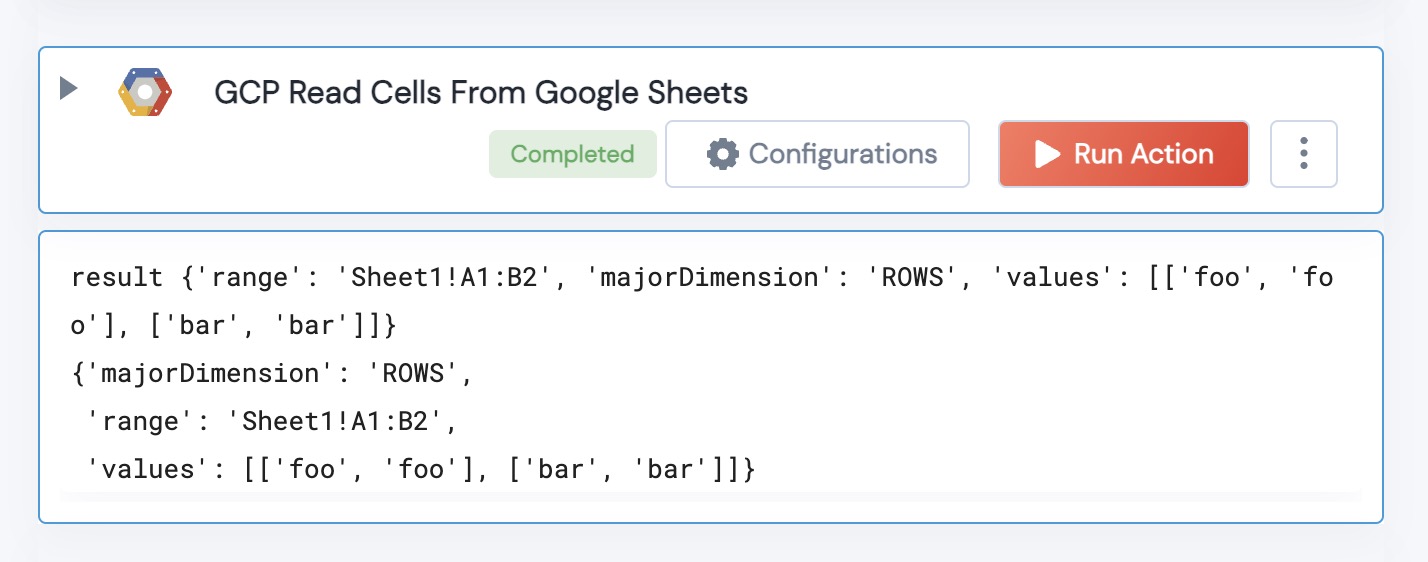 GCP Read Cells From Google Sheets
Completed
Configurations
Run Action
result {'range': 'Sheet1!A1:B2', 'majorDimension': 'ROWS', 'values': [['foo', 'fo
o'], ['bar', 'bar']]}
{'majorDimension': 'ROWS',
 'range': 'Sheet1!A1:B2',
 'values': [['foo', 'foo'], ['bar', 'bar']]}